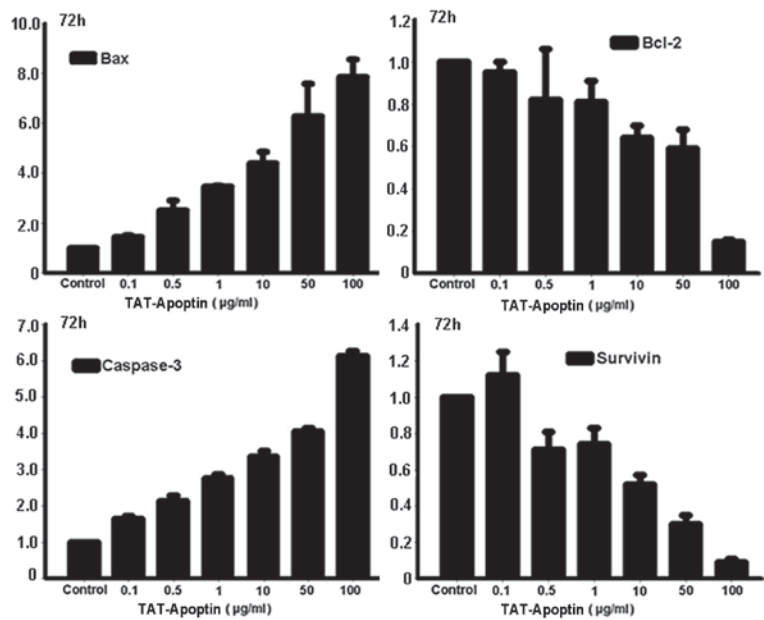 72h
Bax
10.0
8.0
6.0
4.0
2.0
0
Control 0.1 0.5 1 10 50 100
TAT-Apoptin ( µg/ml)
72h
Bcl-2
1.2
1.0
0.8
0.6
0.4
0.2
0
Control 0.1 0.5 1 10 50 100
TAT-Apoptin ( µg/ml)
72h
Caspase-3
7.0
6.0
5.0
4.0
3.0
2.0
1.0
0
Control 0.1 0.5 1 10 50 100
TAT-Apoptin ( µg/ml)
72h
Survivin
1.4
1.2
1.0
0.8
0.6
0.4
0.2
0
Control 0.1 0.5 1 10 50 100
TAT-Apoptin ( µg/ml)